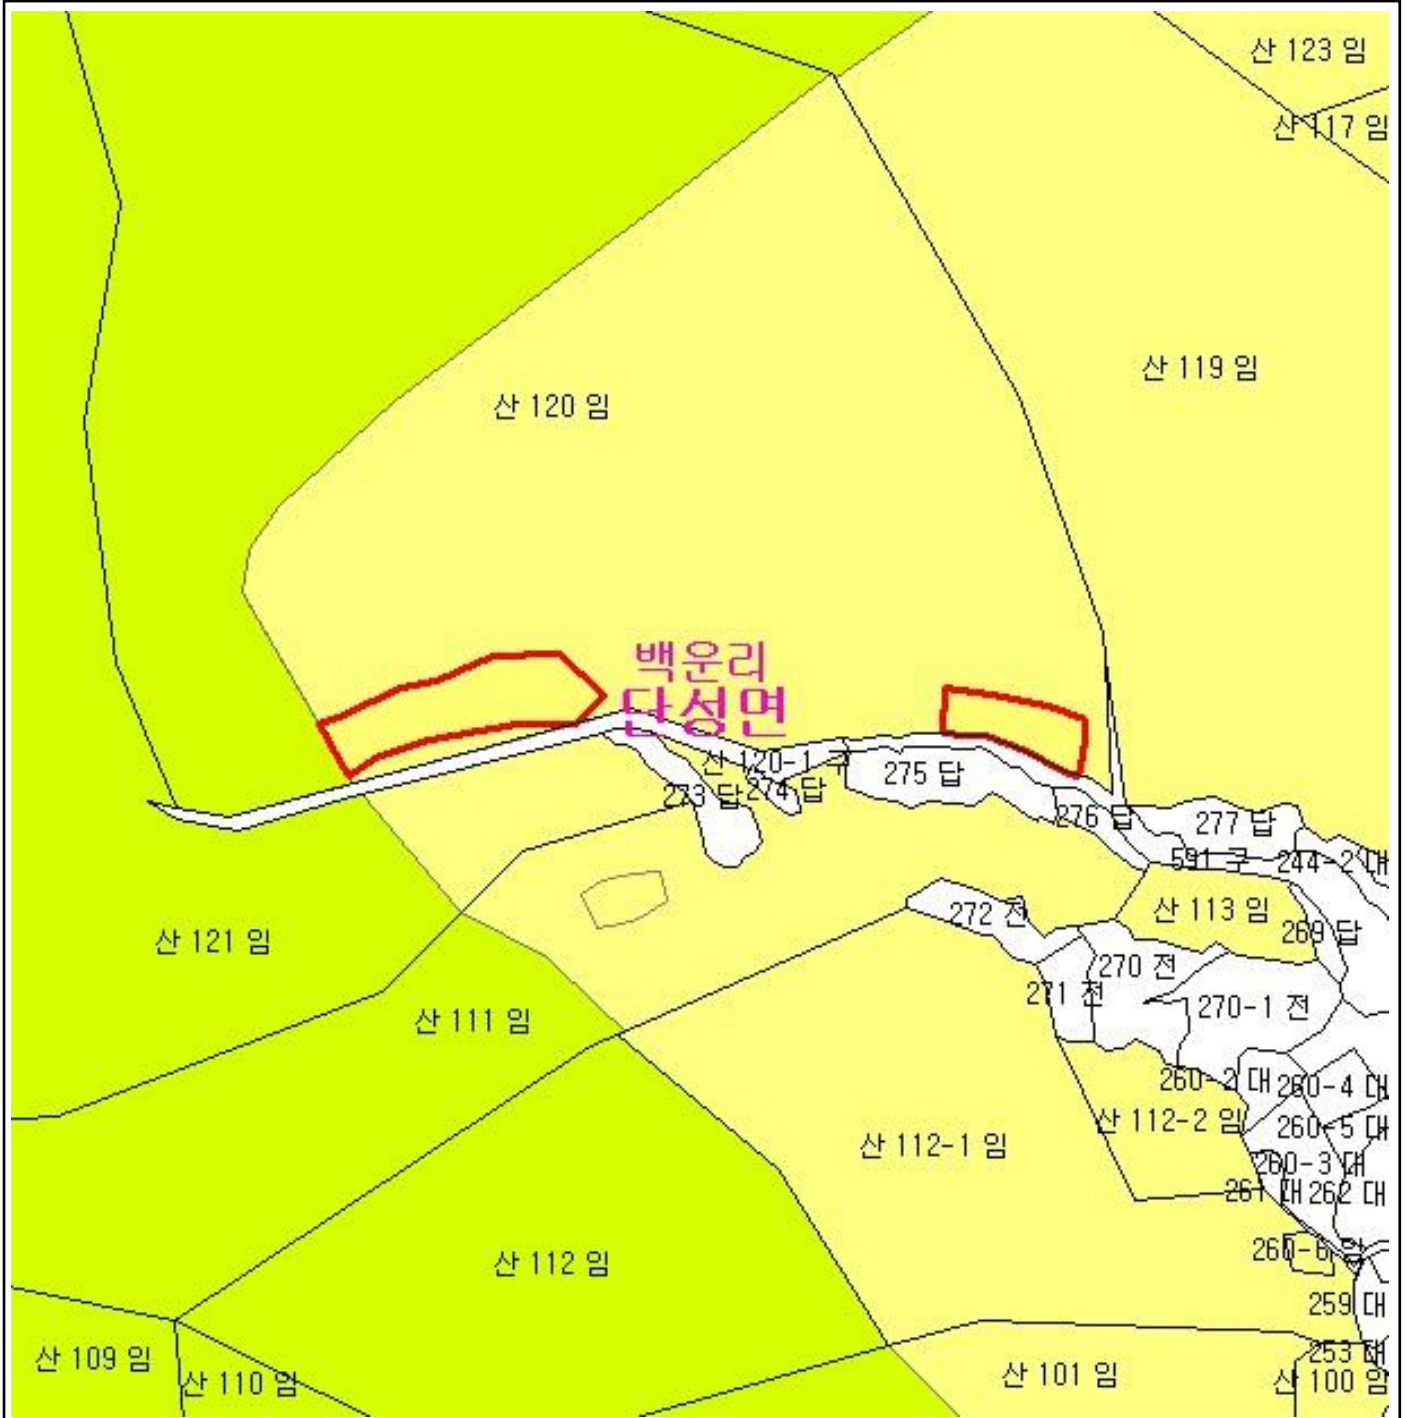 산 123 임
산 117 임
산 119 임
산 120 임
백운리
단성면
산 120-1 구
275 답
273 답
274 답
276 답
277 답
591 구
244-2 대
272 전
산 113 임
269 답
산 121 임
270 전
271 전
270-1 전
산 111 임
260-2 대
260-4 대
산 112-2 임
260-5 대
산 112-1 임
260-3 대
261 대
262 대
산 112 임
260-6 임
259 대
253 대
산 109 임
산 110 임
산 101 임
산 100 임